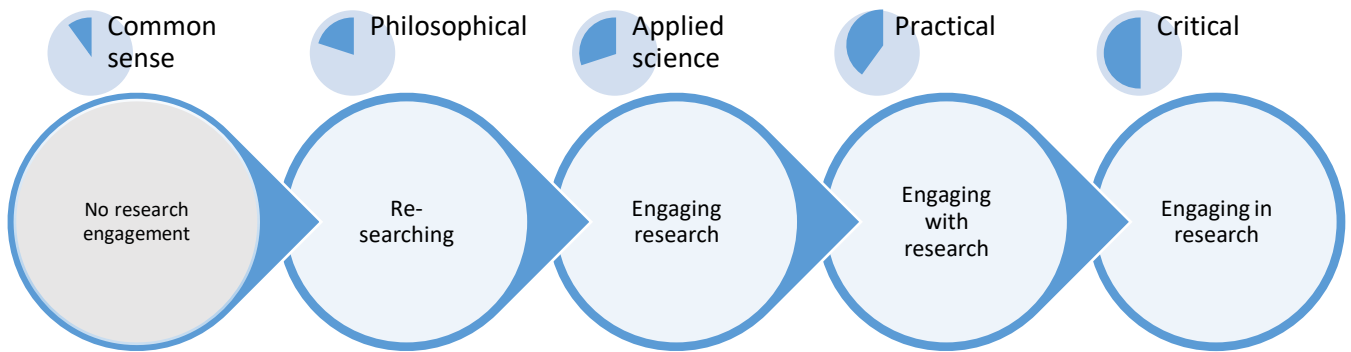 Common
sense
Philosophical
Applied
science
Practical
Critical
No research
engagement
Re-
searching
Engaging
research
Engaging
with
research
Engaging in
research